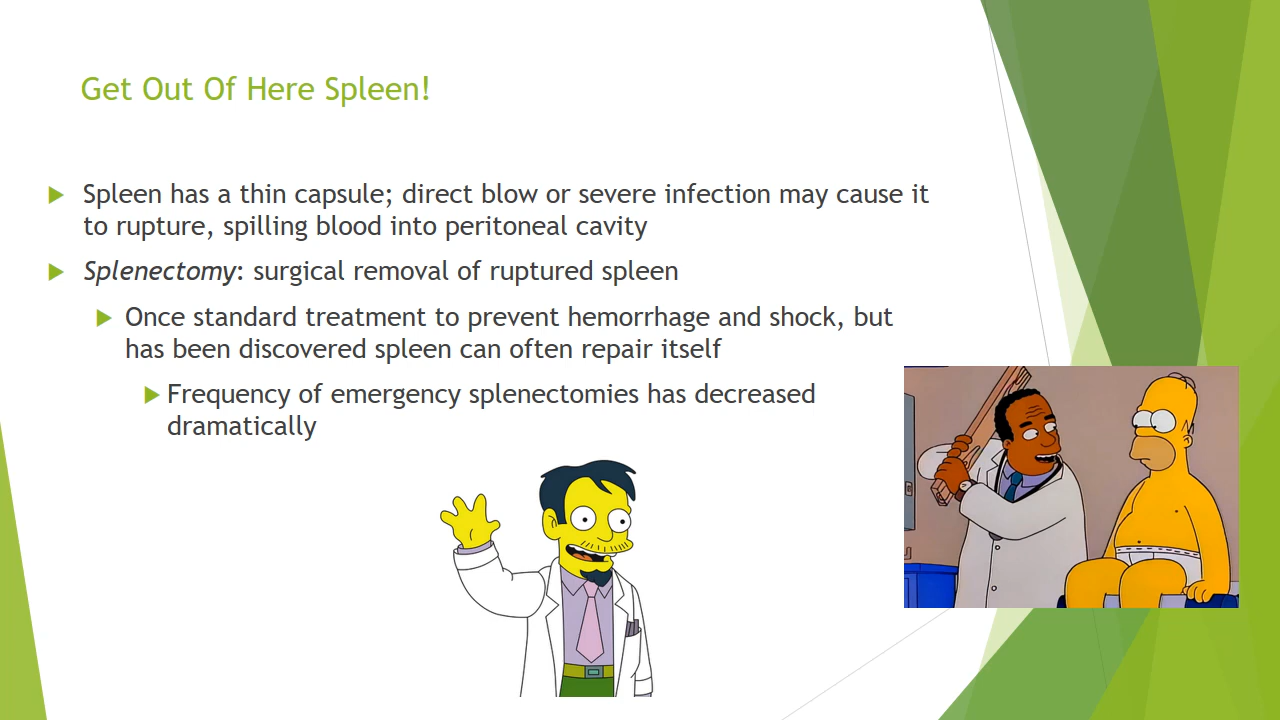 Get Out Of Here Spleen!
Spleen has a thin capsule; direct blow or severe infection may cause it
to rupture, spilling blood into peritoneal cavity
Splenectomy: surgical removal of ruptured spleen
Once standard treatment to prevent hemorrhage and shock, but
has been discovered spleen can often repair itself
Frequency of emergency splenectomies has decreased
dramatically